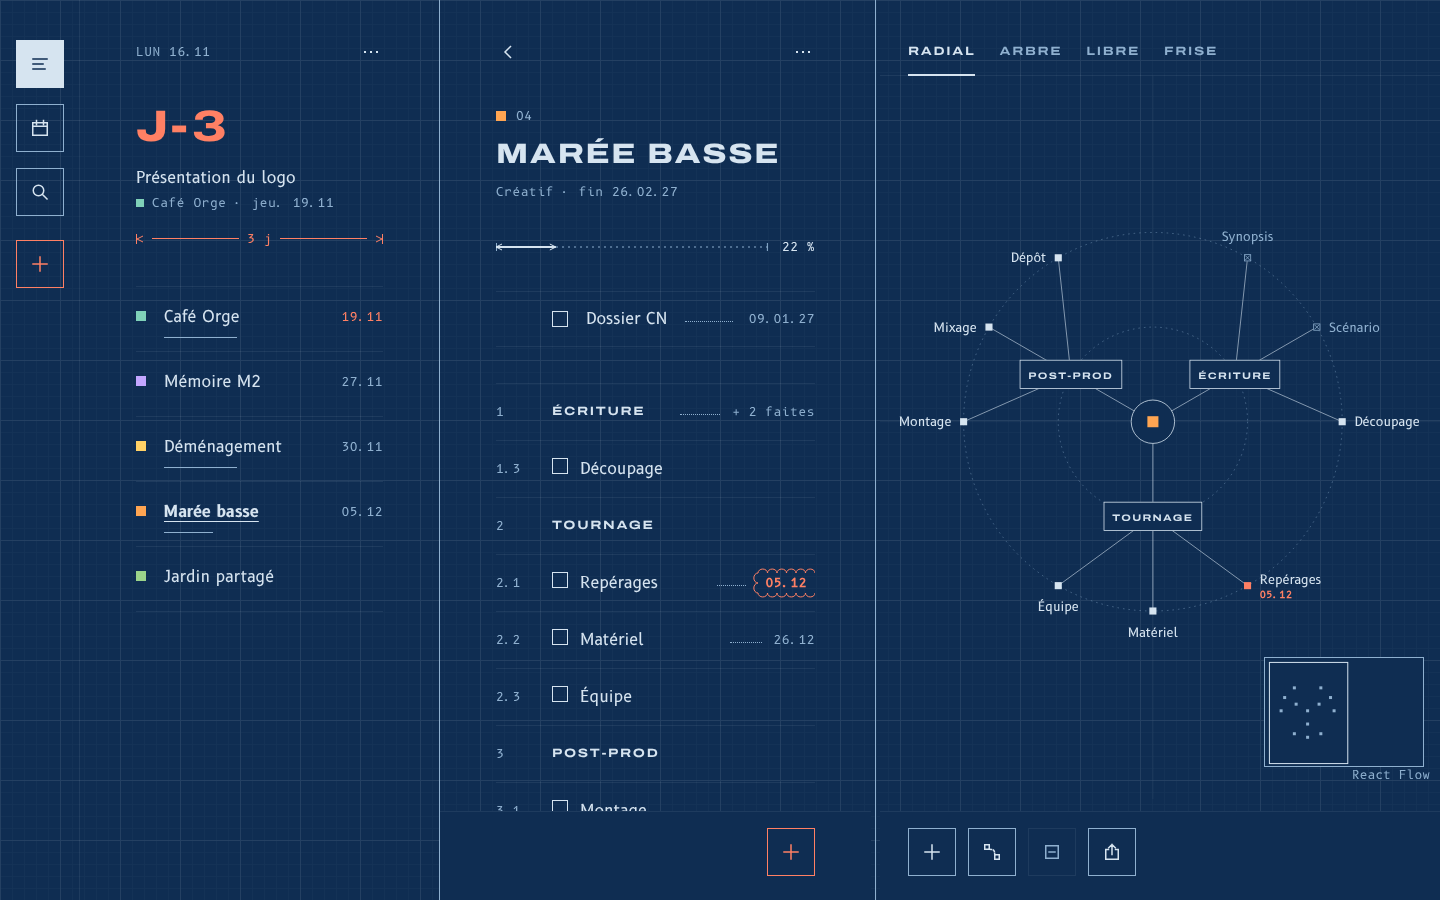 LUN 16.11
J-3
Présentation du logo
Café Orge · jeu. 19.11
3 j
Café Orge 19.11
Mémoire M2 27.11
Déménagement 30.11
Marée basse 05.12
Jardin partagé
04
MARÉE BASSE
Créatif · fin 26.02.27
22 %
Dossier CN 09.01.27
1 ÉCRITURE + 2 faites
1.3 Découpage
2 TOURNAGE
2.1 Repérages 05.12
2.2 Matériel 26.12
2.3 Équipe
3 POST-PROD
3.1 Montage
RADIAL ARBRE LIBRE FRISE
Synopsis
Dépôt
Mixage
Scénario
POST-PROD
ÉCRITURE
Montage
Découpage
TOURNAGE
Repérages
05.12
Équipe
Matériel
React Flow